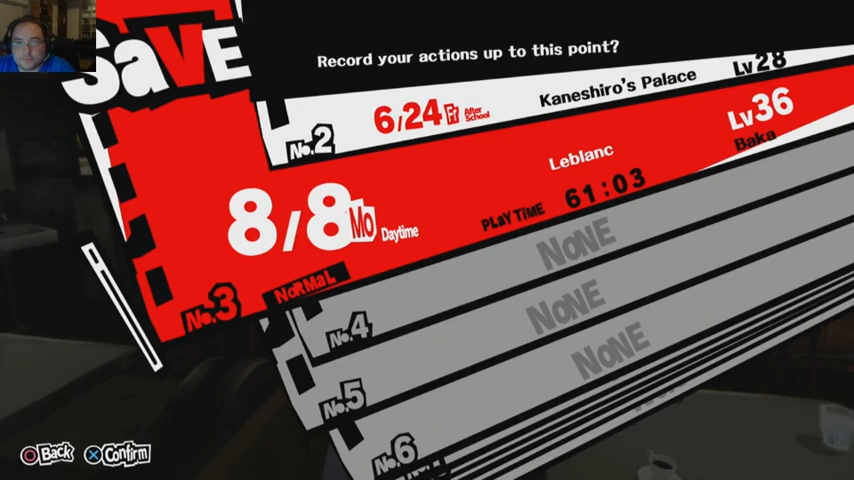 SaVE
Record your actions up to this point?
No.2
6/24 Fr After School
Kaneshiro's Palace
Lv28
No.3
8/8 Mo Daytime
Leblanc
Lv36
Baka
PLaY TIME 61:03
NoRMaL
No.4
NoNE
No.5
NoNE
No.6
NoNE
Back
Confirm